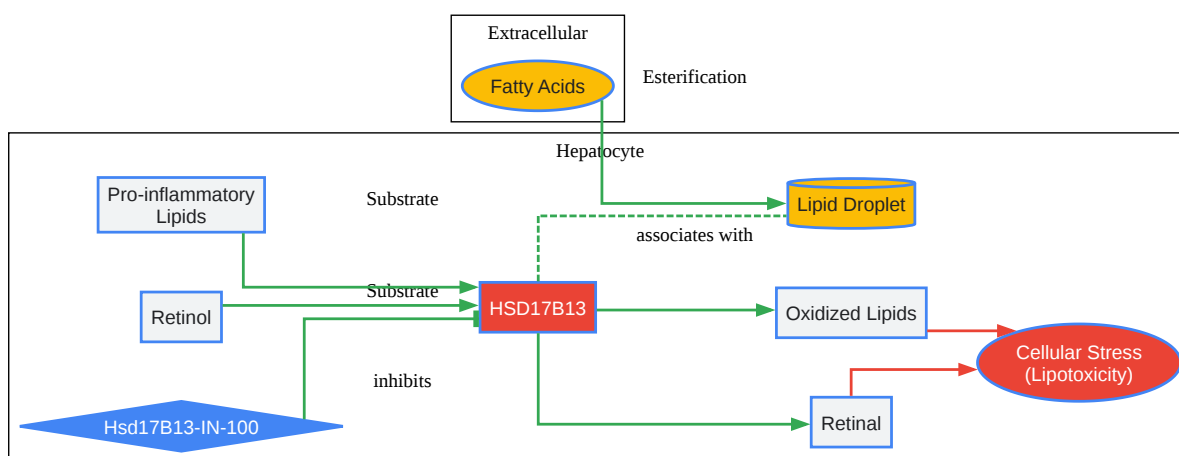 Extracellular
Fatty Acids
Esterification
Hepatocyte
Pro-inflammatory
Lipids
Substrate
Lipid Droplet
associates with
Substrate
Retinol
HSD17B13
Oxidized Lipids
Cellular Stress
(Lipotoxicity)
inhibits
Hsd17B13-IN-100
Retinal